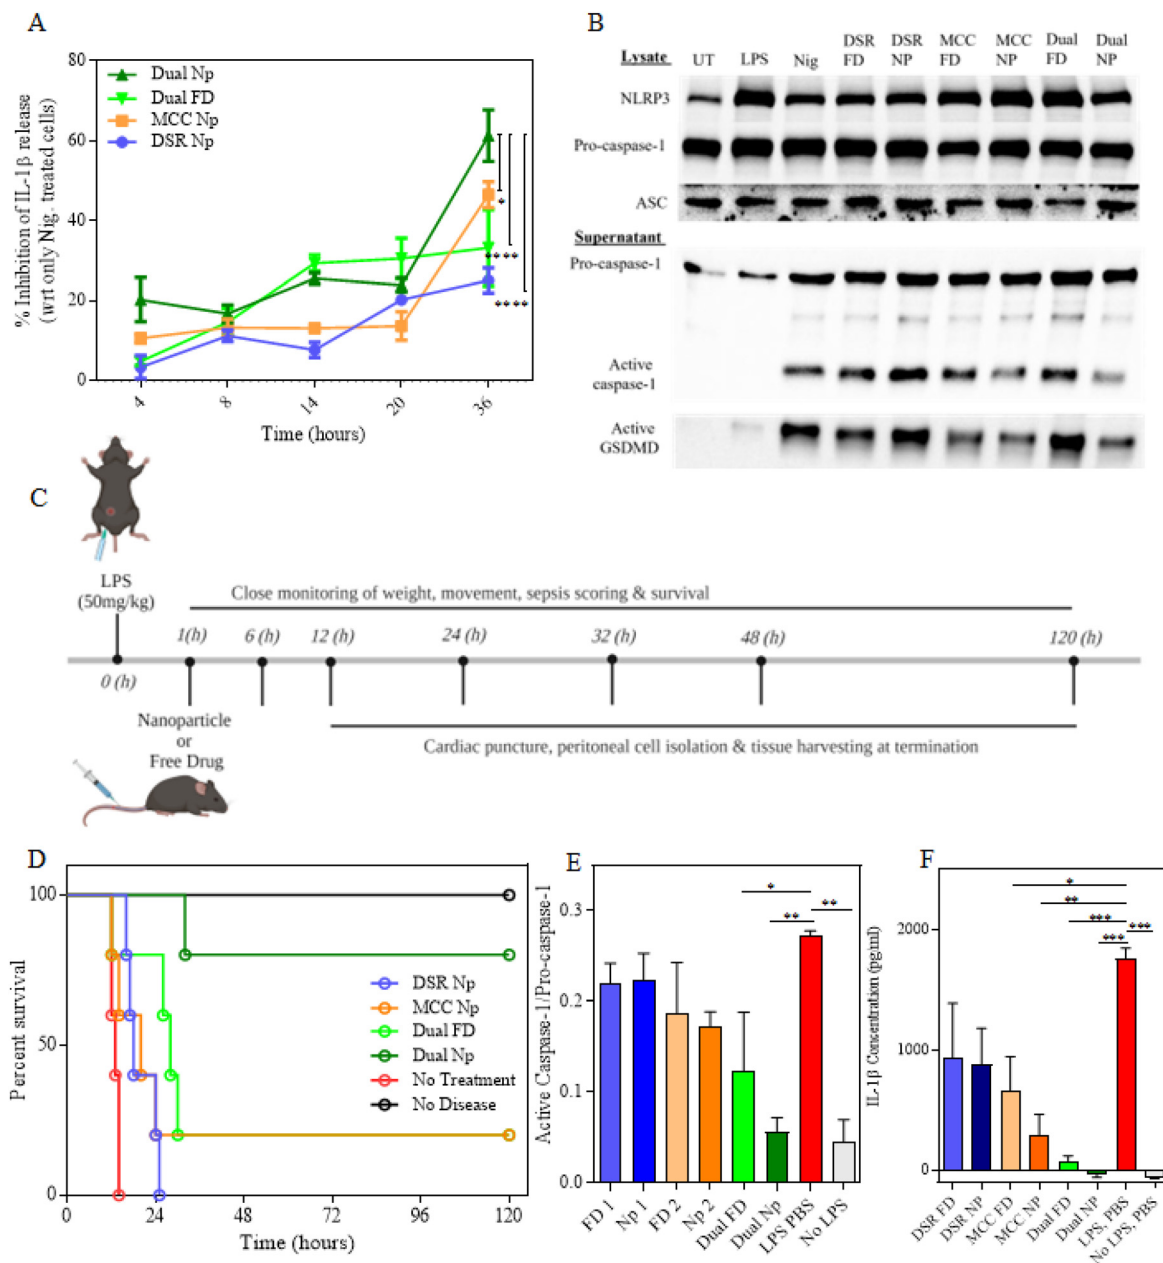 A
% Inhibition of IL-1β release
(wrt only Nig. treated cells)
80
60
40
20
0
Dual Np
Dual FD
MCC Np
DSR Np
*
****
****
4
8
14
20
36
Time (hours)
B
Lysate
UT
LPS
Nig
DSR FD
DSR NP
MCC FD
MCC NP
Dual FD
Dual NP
NLRP3
Pro-caspase-1
ASC
Supernatant
Pro-caspase-1
Active
caspase-1
Active
GSDMD
C
LPS
(50mg/kg)
Close monitoring of weight, movement, sepsis scoring & survival
0 (h)
1(h)
6 (h)
12 (h)
24 (h)
32 (h)
48 (h)
120 (h)
Nanoparticle
or
Free Drug
Cardiac puncture, peritoneal cell isolation & tissue harvesting at termination
D
Percent survival
100
50
0
DSR Np
MCC Np
Dual FD
Dual Np
No Treatment
No Disease
0
24
48
72
96
120
Time (hours)
E
Active Caspase-1/Pro-caspase-1
0.3
0.2
0.1
0.0
*
**
**
FD 1
Np 1
FD 2
Np 2
Dual FD
Dual Np
LPS PBS
No LPS
F
IL-1β Concentration (pg/ml)
2000
1000
0
*
**
***
***
***
DSR FD
DSR NP
MCC FD
MCC NP
Dual FD
Dual NP
LPS, PBS
No LPS, PBS